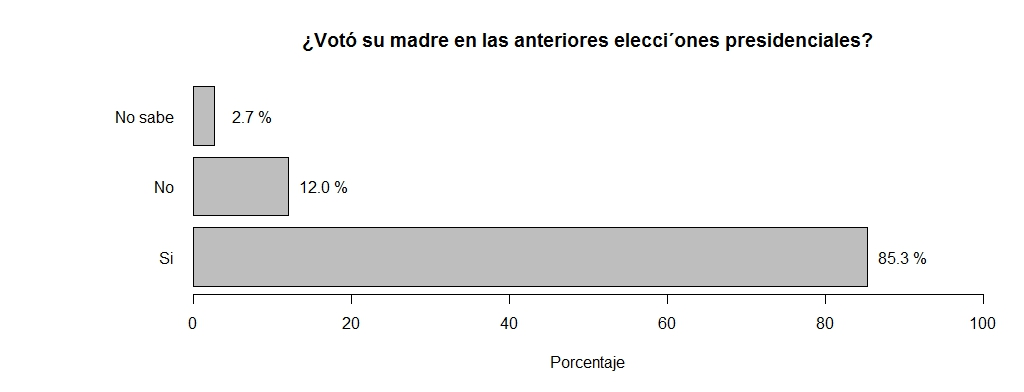 ¿Votó su madre en las anteriores elecci´ones presidenciales?
No sabe 2.7 %
No 12.0 %
Si 85.3 %
0 20 40 60 80 100
Porcentaje